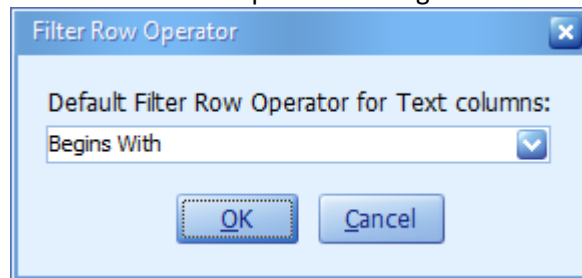 Filter Row Operator
Default Filter Row Operator for Text columns:
Begins With
OK Cancel